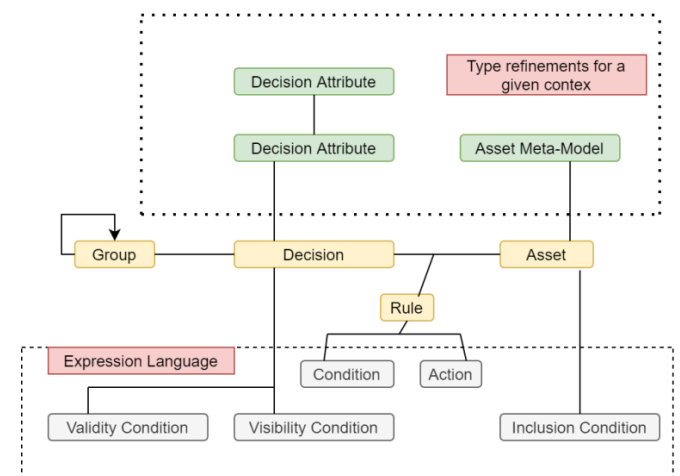 Decision Attribute
Type refinements for a
given contex
Decision Attribute
Asset Meta-Model
Group
Decision
Asset
Rule
Expression Language
Condition
Action
Validity Condition
Visibility Condition
Inclusion Condition